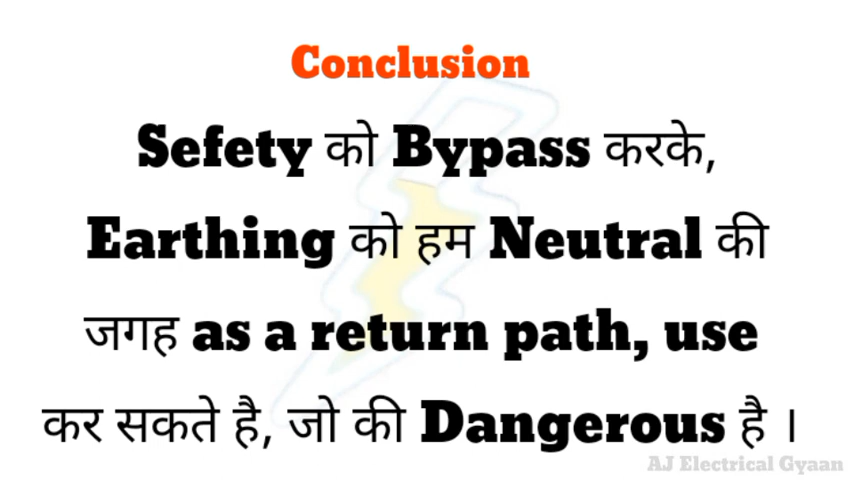 Conclusion
Sefety को Bypass करके,
Earthing को हम Neutral की
जगह as a return path, use
कर सकते है, जो की Dangerous है ।
AJ Electrical Gyaan